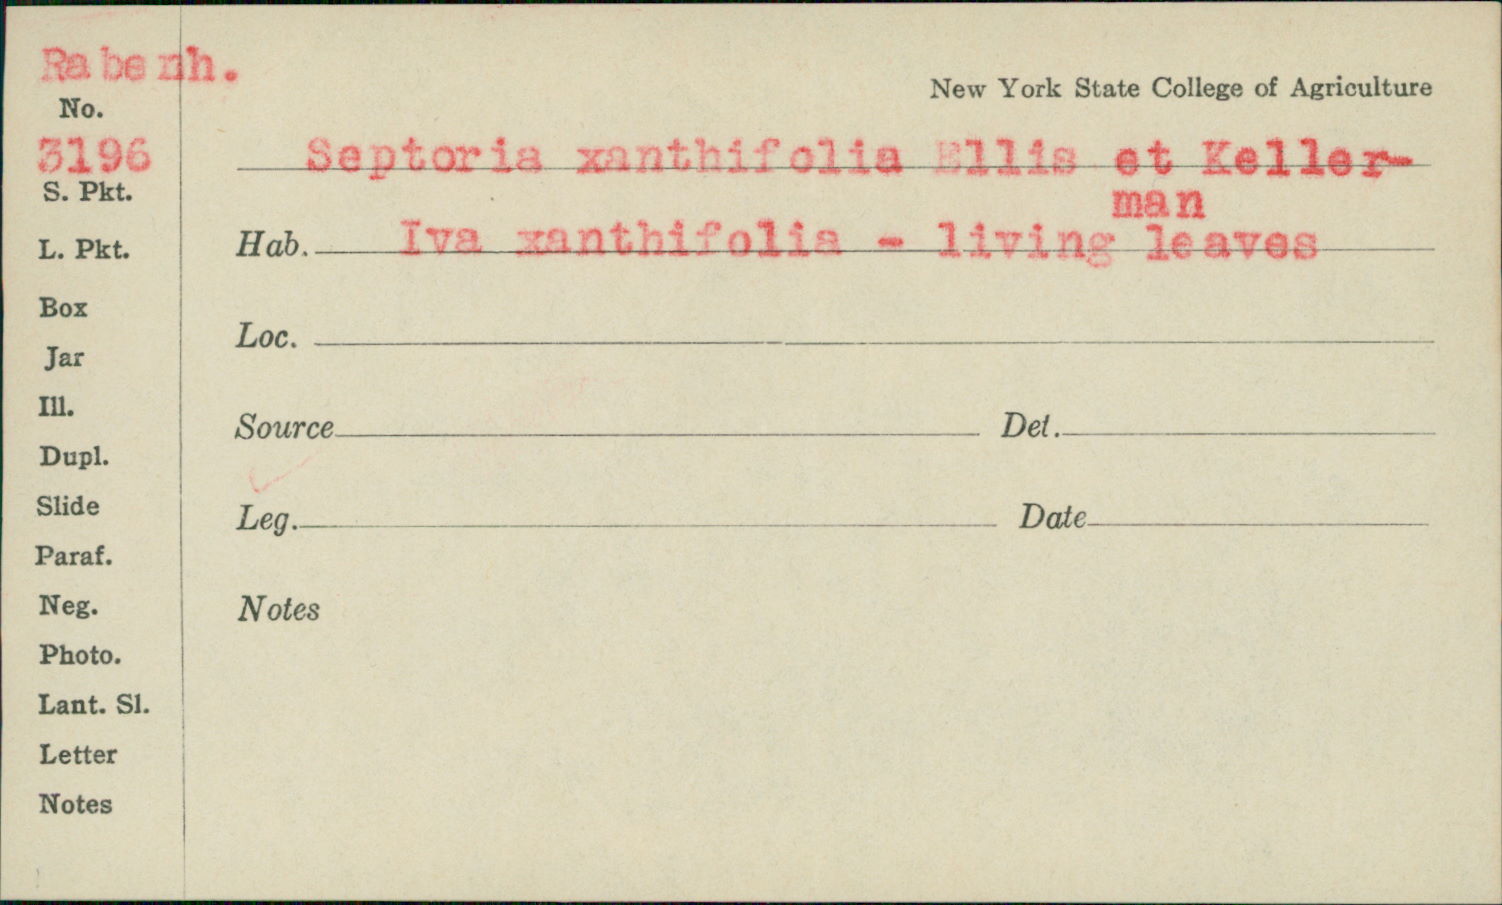 Rabenh.
New York State College of Agriculture
No.
3196
Septoria xanthifolia Ellis et Keller-
man
S. Pkt.
Hab. Iva xanthifolia - living leaves
L. Pkt.
Box
Loc.
Jar
Ill.
Source Det.
Dupl.
Slide
Leg. Date
Paraf.
Neg.
Notes
Photo.
Lant. Sl.
Letter
Notes